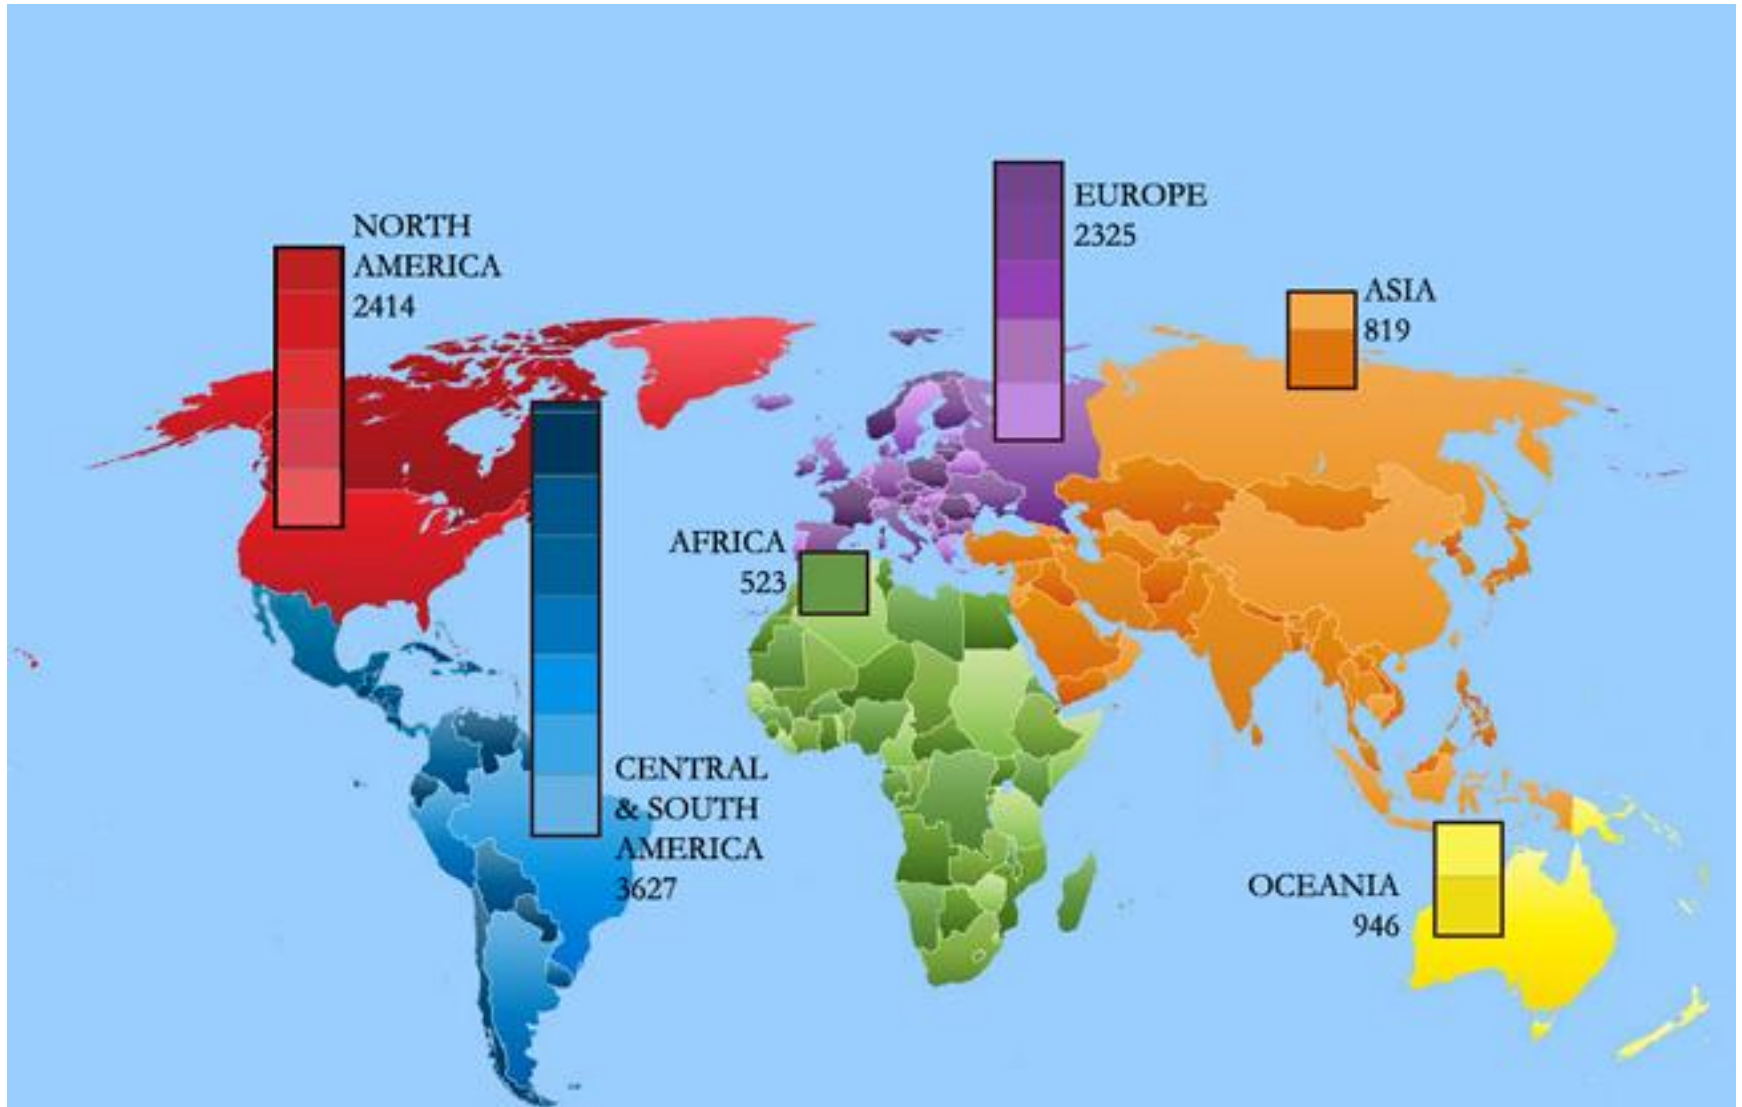 NORTH
AMERICA
2414
EUROPE
2325
ASIA
819
AFRICA
523
CENTRAL
& SOUTH
AMERICA
3627
OCEANIA
946